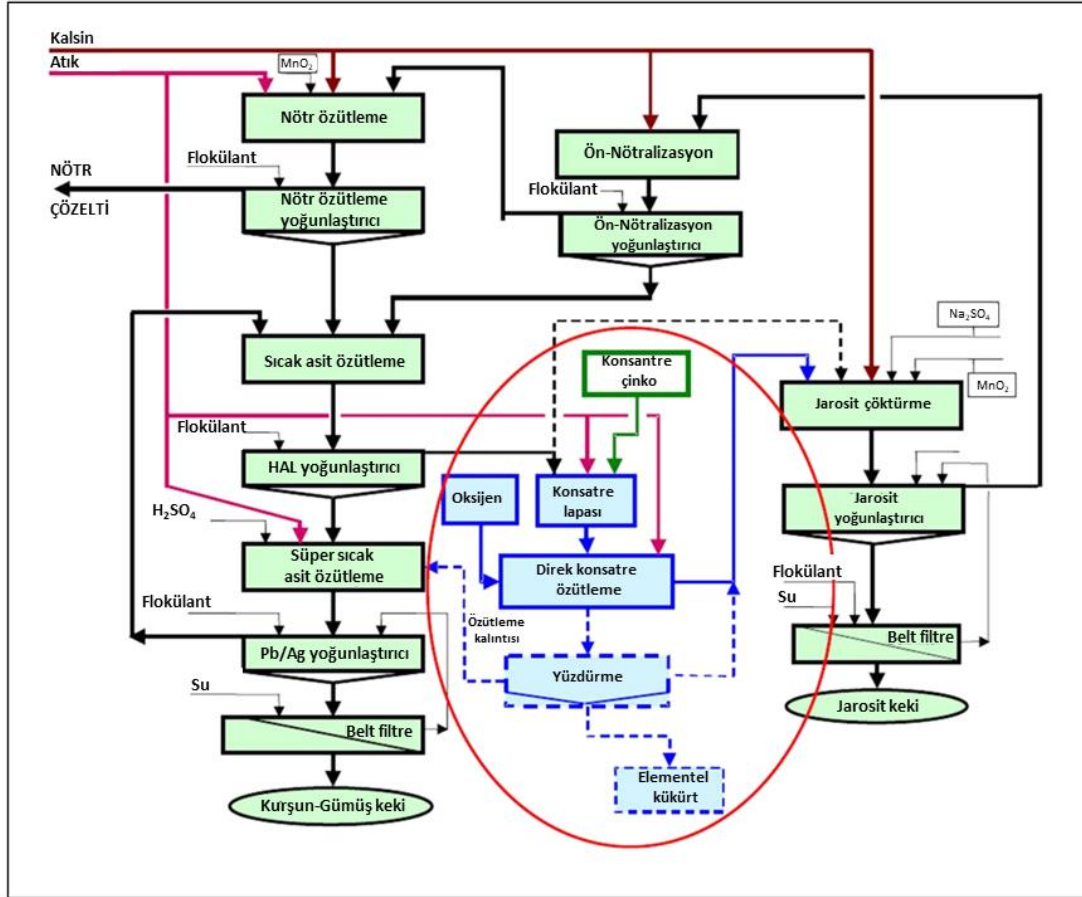 Kalsin
Atık
MnO₂
Nötr özütleme
Ön-Nötralizasyon
Flokülant
NÖTR
ÇÖZELTİ
Nötr özütleme
yoğunlaştırıcı
Flokülant
Ön-Nötralizasyon
yoğunlaştırıcı
Na₂SO₄
Sıcak asit özütleme
Konsantre
çinko
MnO₂
Jarosit çöktürme
Flokülant
HAL yoğunlaştırıcı
Oksijen
Konsatre
lapası
Jarosit
yoğunlaştırıcı
H₂SO₄
Süper sıcak
asit özütleme
Direk konsatre
özütleme
Flokülant
Su
Flokülant
Özütleme
kalıntısı
Belt filtre
Pb/Ag yoğunlaştırıcı
Yüzdürme
Su
Jarosit keki
Belt filtre
Elementel
kükürt
Kurşun-Gümüş keki